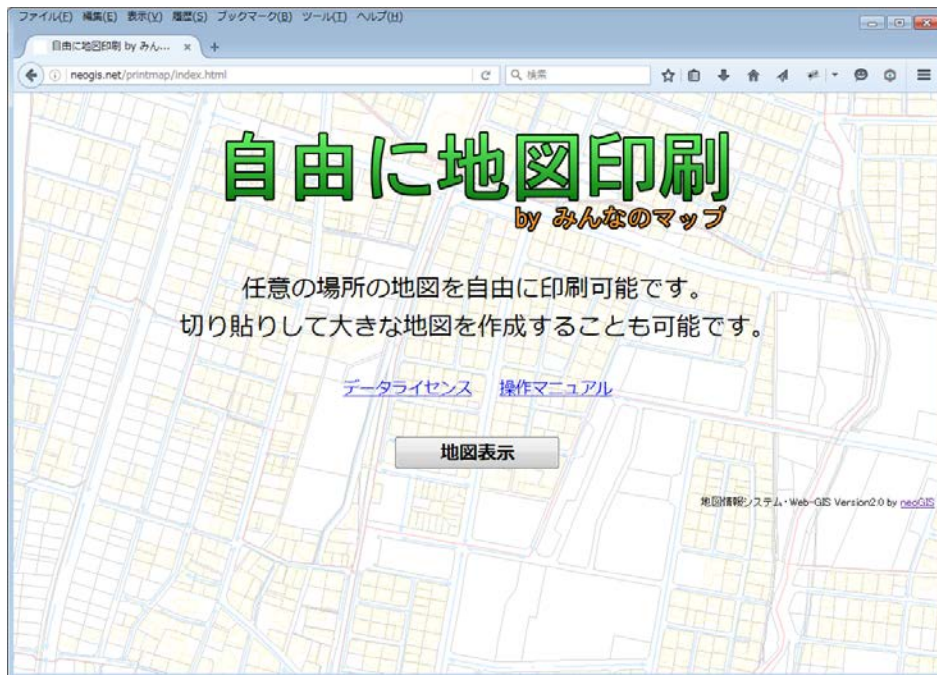 ファイル(F) 編集(E) 表示(V) 履歴(S) ブックマーク(B) ツール(T) ヘルプ(H)
自由に地図印刷 by みん... × +
neogis.net/printmap/index.html
検索
自由に地図印刷
by みんなのマップ
任意の場所の地図を自由に印刷可能です。
切り貼りして大きな地図を作成することも可能です。
データライセンス 操作マニュアル
地図表示
地図情報システム・Web-GIS Version2.0 by neoGIS